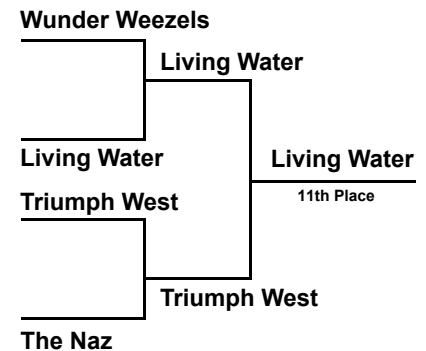 Wunder Weezels
Living Water
Living Water
Living Water
11th Place
Triumph West
Triumph West
The Naz